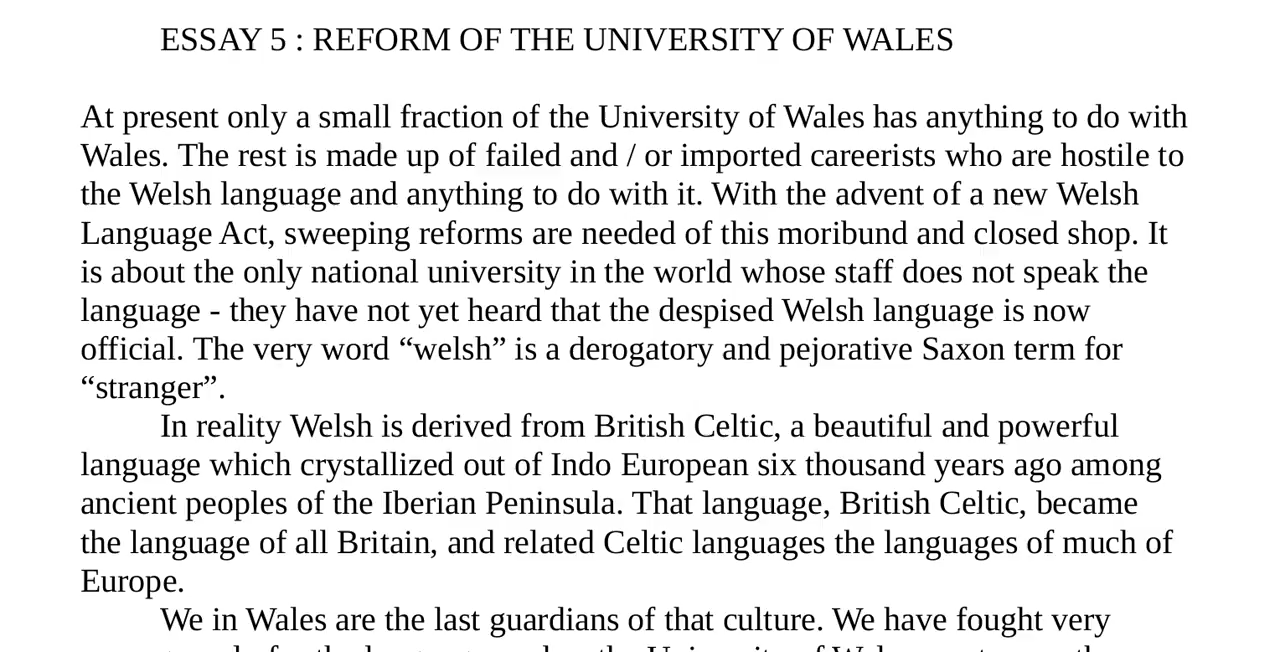 ESSAY 5 : REFORM OF THE UNIVERSITY OF WALES
At present only a small fraction of the University of Wales has anything to do with
Wales. The rest is made up of failed and / or imported careerists who are hostile to
the Welsh language and anything to do with it. With the advent of a new Welsh
Language Act, sweeping reforms are needed of this moribund and closed shop. It
is about the only national university in the world whose staff does not speak the
language - they have not yet heard that the despised Welsh language is now
official. The very word “welsh” is a derogatory and pejorative Saxon term for
“stranger”.
In reality Welsh is derived from British Celtic, a beautiful and powerful
language which crystallized out of Indo European six thousand years ago among
ancient peoples of the Iberian Peninsula. That language, British Celtic, became
the language of all Britain, and related Celtic languages the languages of much of
Europe.
We in Wales are the last guardians of that culture. We have fought very